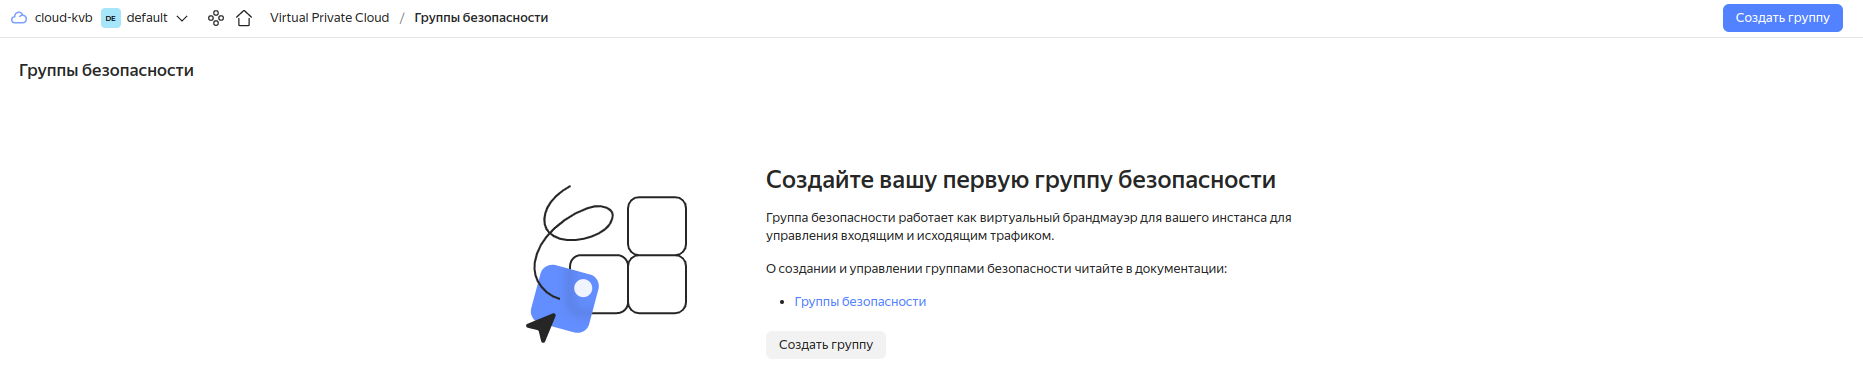 cloud-kvb DE default Virtual Private Cloud / Группы безопасности Создать группу
Группы безопасности
Создайте вашу первую группу безопасности
Группа безопасности работает как виртуальный брандмауэр для вашего инстанса для
управления входящим и исходящим трафиком.
О создании и управлении группами безопасности читайте в документации:
• Группы безопасности
Создать группу